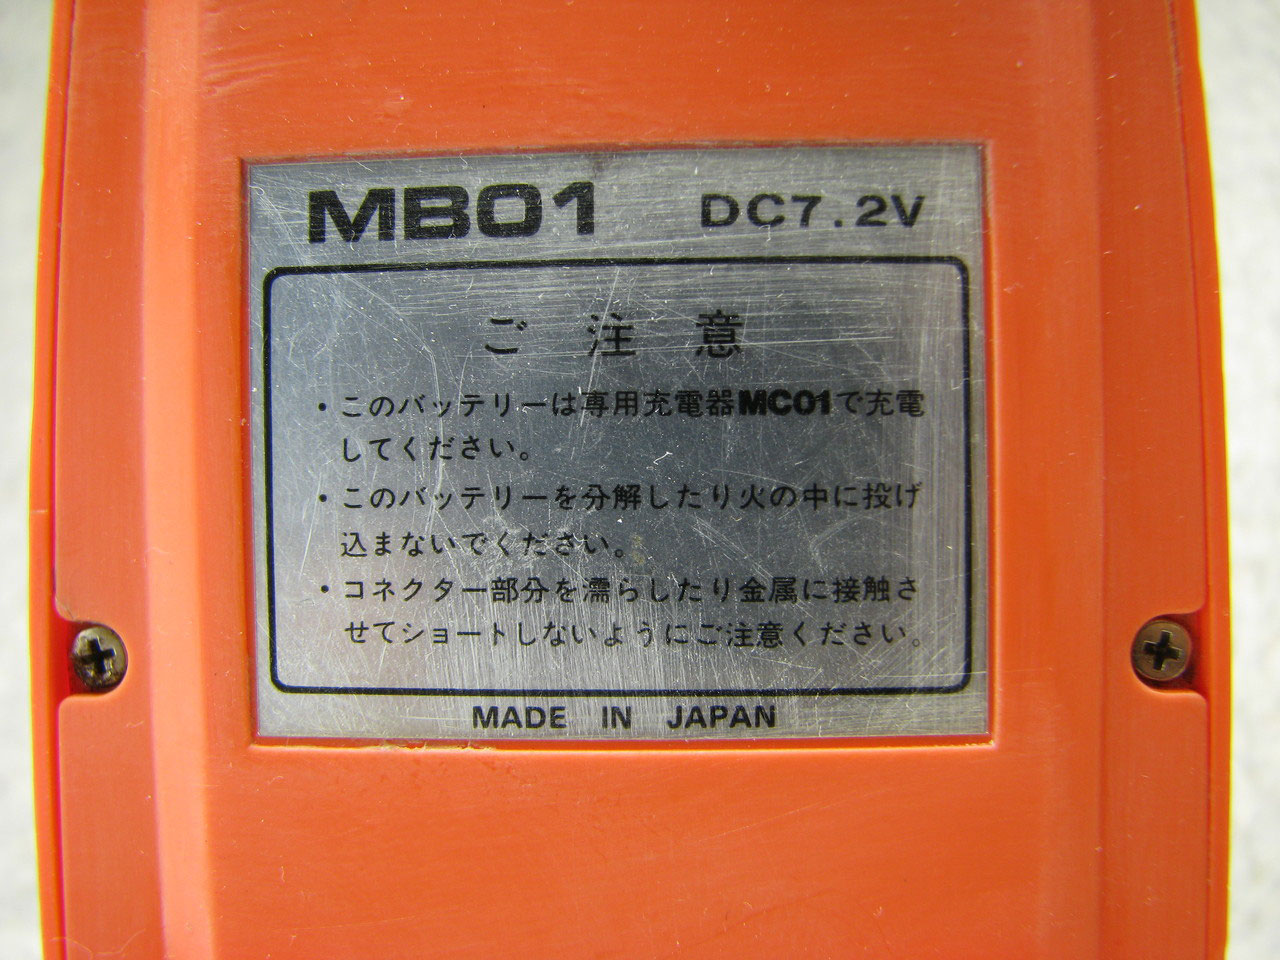 MB01 DC7.2V
ご注意
・このバッテリーは専用充電器MC01で充電
してください。
・このバッテリーを分解したり火の中に投げ
込まないでください。
・コネクター部分を濡らしたり金属に接触さ
せてショートしないようにご注意ください。
MADE IN JAPAN